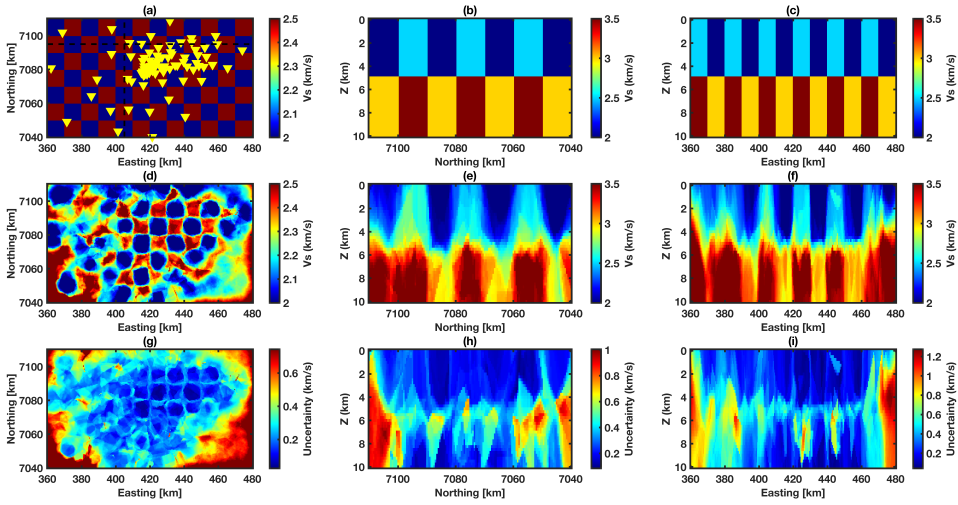 (a) (b) (c)
7100 7080 7060 7040
Northing [km]
360 380 400 420 440 460 480
Easting [km]
2.5 2.4 2.3 2.2 2.1 2
Vs (km/s)
0 2 4 6 8 10
Z (km)
7100 7080 7060 7040
Northing [km]
3.5 3 2.5 2
Vs (km/s)
0 2 4 6 8 10
Z (km)
360 380 400 420 440 460 480
Easting [km]
3.5 3 2.5 2
Vs (km/s)
(d) (e) (f)
7100 7080 7060 7040
Northing [km]
360 380 400 420 440 460 480
Easting [km]
2.5 2.4 2.3 2.2 2.1 2
Vs (km/s)
0 2 4 6 8 10
Z (km)
7100 7080 7060 7040
Northing [km]
3.5 3 2.5 2
Vs (km/s)
0 2 4 6 8 10
Z (km)
360 380 400 420 440 460 480
Easting [km]
3.5 3 2.5 2
Vs (km/s)
(g) (h) (i)
7100 7080 7060 7040
Northing [km]
360 380 400 420 440 460 480
Easting [km]
0.6 0.4 0.2
Uncertainty (km/s)
0 2 4 6 8 10
Z (km)
7100 7080 7060 7040
Northing [km]
1 0.8 0.6 0.4 0.2
Uncertainty (km/s)
0 2 4 6 8 10
Z (km)
360 380 400 420 440 460 480
Easting [km]
1.2 1 0.8 0.6 0.4 0.2
Uncertainty (km/s)